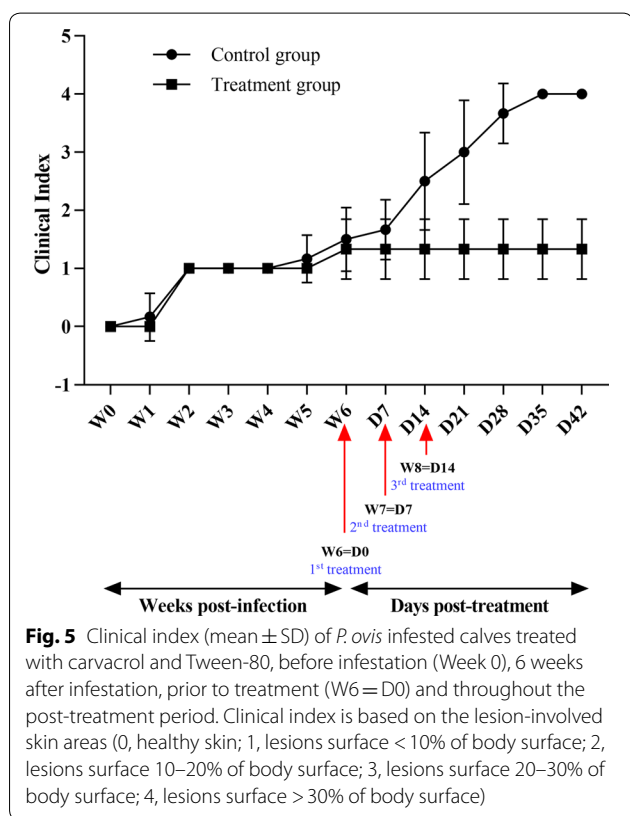 5
4
3
2
1
0
-1
Clinical Index
Control group
Treatment group
W0 W1 W2 W3 W4 W5 W6 D7 D14 D21 D28 D35 D42
W8=D14
3rd treatment
W7=D7
2nd treatment
W6=D0
1st treatment
Weeks post-infection Days post-treatment
Fig. 5 Clinical index (mean ± SD) of P. ovis infested calves treated
with carvacrol and Tween-80, before infestation (Week 0), 6 weeks
after infestation, prior to treatment (W6 = D0) and throughout the
post-treatment period. Clinical index is based on the lesion-involved
skin areas (0, healthy skin; 1, lesions surface < 10% of body surface; 2,
lesions surface 10–20% of body surface; 3, lesions surface 20–30% of
body surface; 4, lesions surface > 30% of body surface)